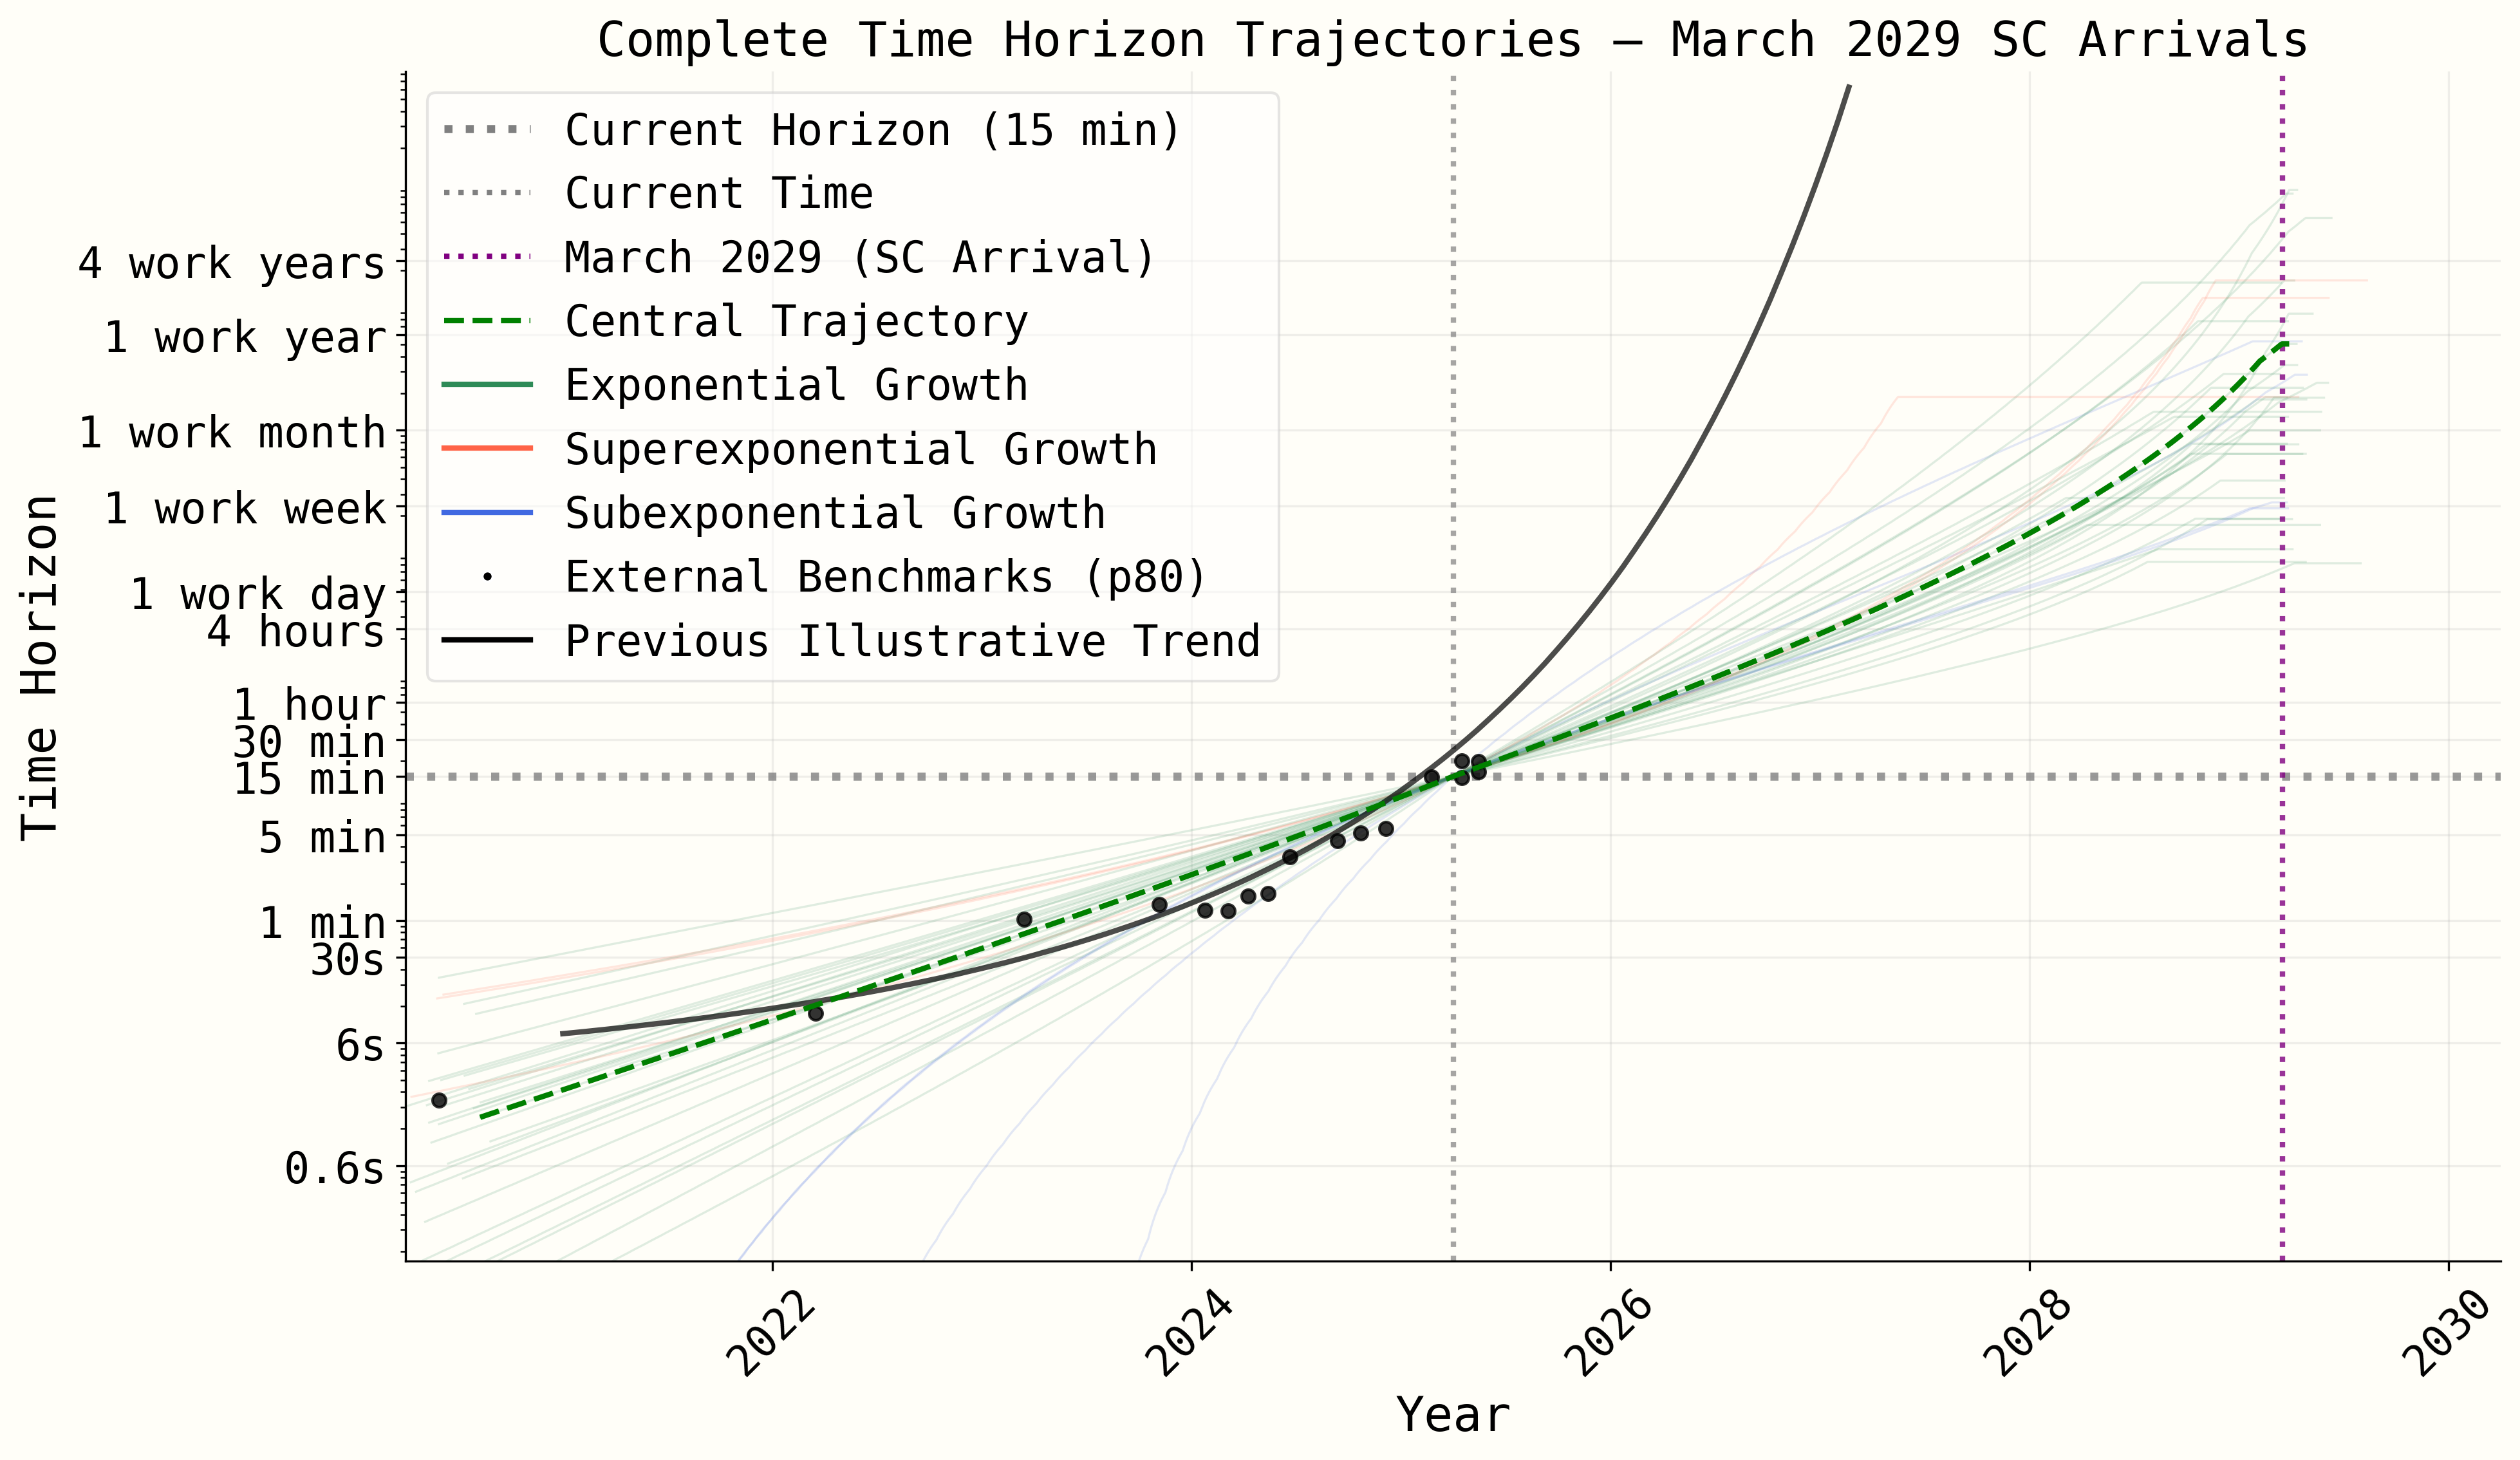 Complete Time Horizon Trajectories – March 2029 SC Arrivals
Current Horizon (15 min)
Current Time
March 2029 (SC Arrival)
Central Trajectory
Exponential Growth
Superexponential Growth
Subexponential Growth
External Benchmarks (p80)
Previous Illustrative Trend
Time Horizon
4 work years
1 work year
1 work month
1 work week
1 work day
4 hours
1 hour
30 min
15 min
5 min
1 min
30s
6s
0.6s
2022
2024
2026
2028
2030
Year